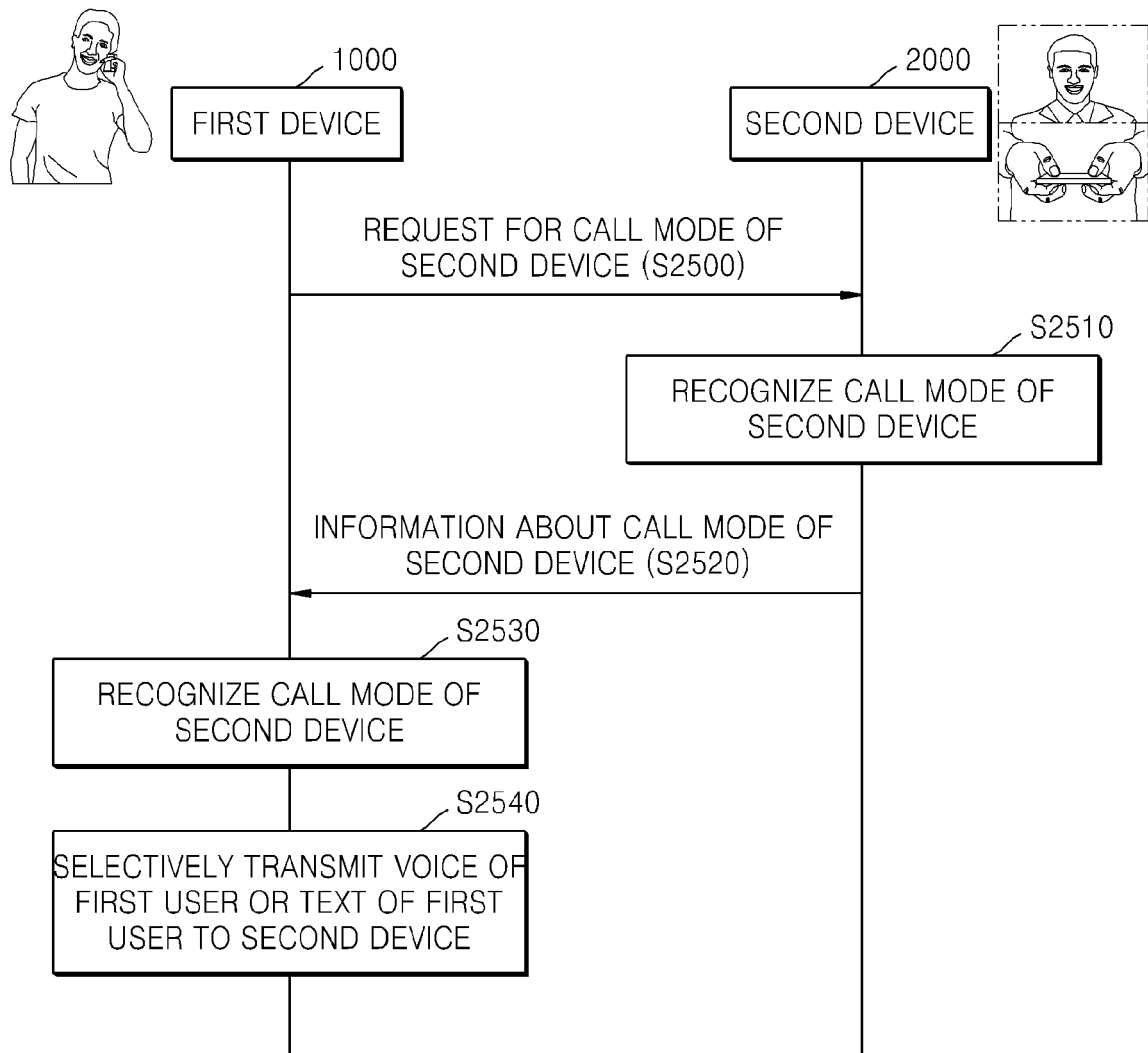 1000
2000
FIRST DEVICE
SECOND DEVICE
REQUEST FOR CALL MODE OF
SECOND DEVICE (S2500)
S2510
RECOGNIZE CALL MODE OF
SECOND DEVICE
INFORMATION ABOUT CALL MODE OF
SECOND DEVICE (S2520)
S2530
RECOGNIZE CALL MODE OF
SECOND DEVICE
S2540
SELECTIVELY TRANSMIT VOICE OF
FIRST USER OR TEXT OF FIRST
USER TO SECOND DEVICE